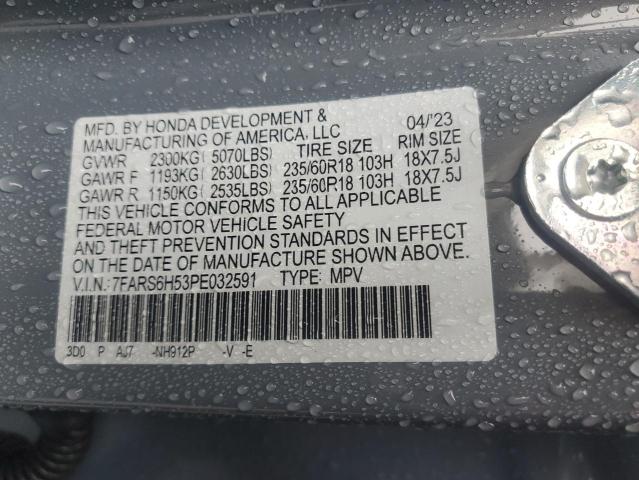 MFD. BY HONDA DEVELOPMENT & 04/'23
MANUFACTURING OF AMERICA, LLC
GVWR 2300KG (5070LBS) TIRE SIZE RIM SIZE
GAWR F 1193KG (2630LBS) 235/60R18 103H 18X7.5J
GAWR R 1150KG (2535LBS) 235/60R18 103H 18X7.5J
THIS VEHICLE CONFORMS TO ALL APPLICABLE
FEDERAL MOTOR VEHICLE SAFETY
AND THEFT PREVENTION STANDARDS IN EFFECT
ON THE DATE OF MANUFACTURE SHOWN ABOVE.
V.I.N.:7FARS6H53PE032591 TYPE: MPV
3D0 P AJ7 -NH912P -V -E